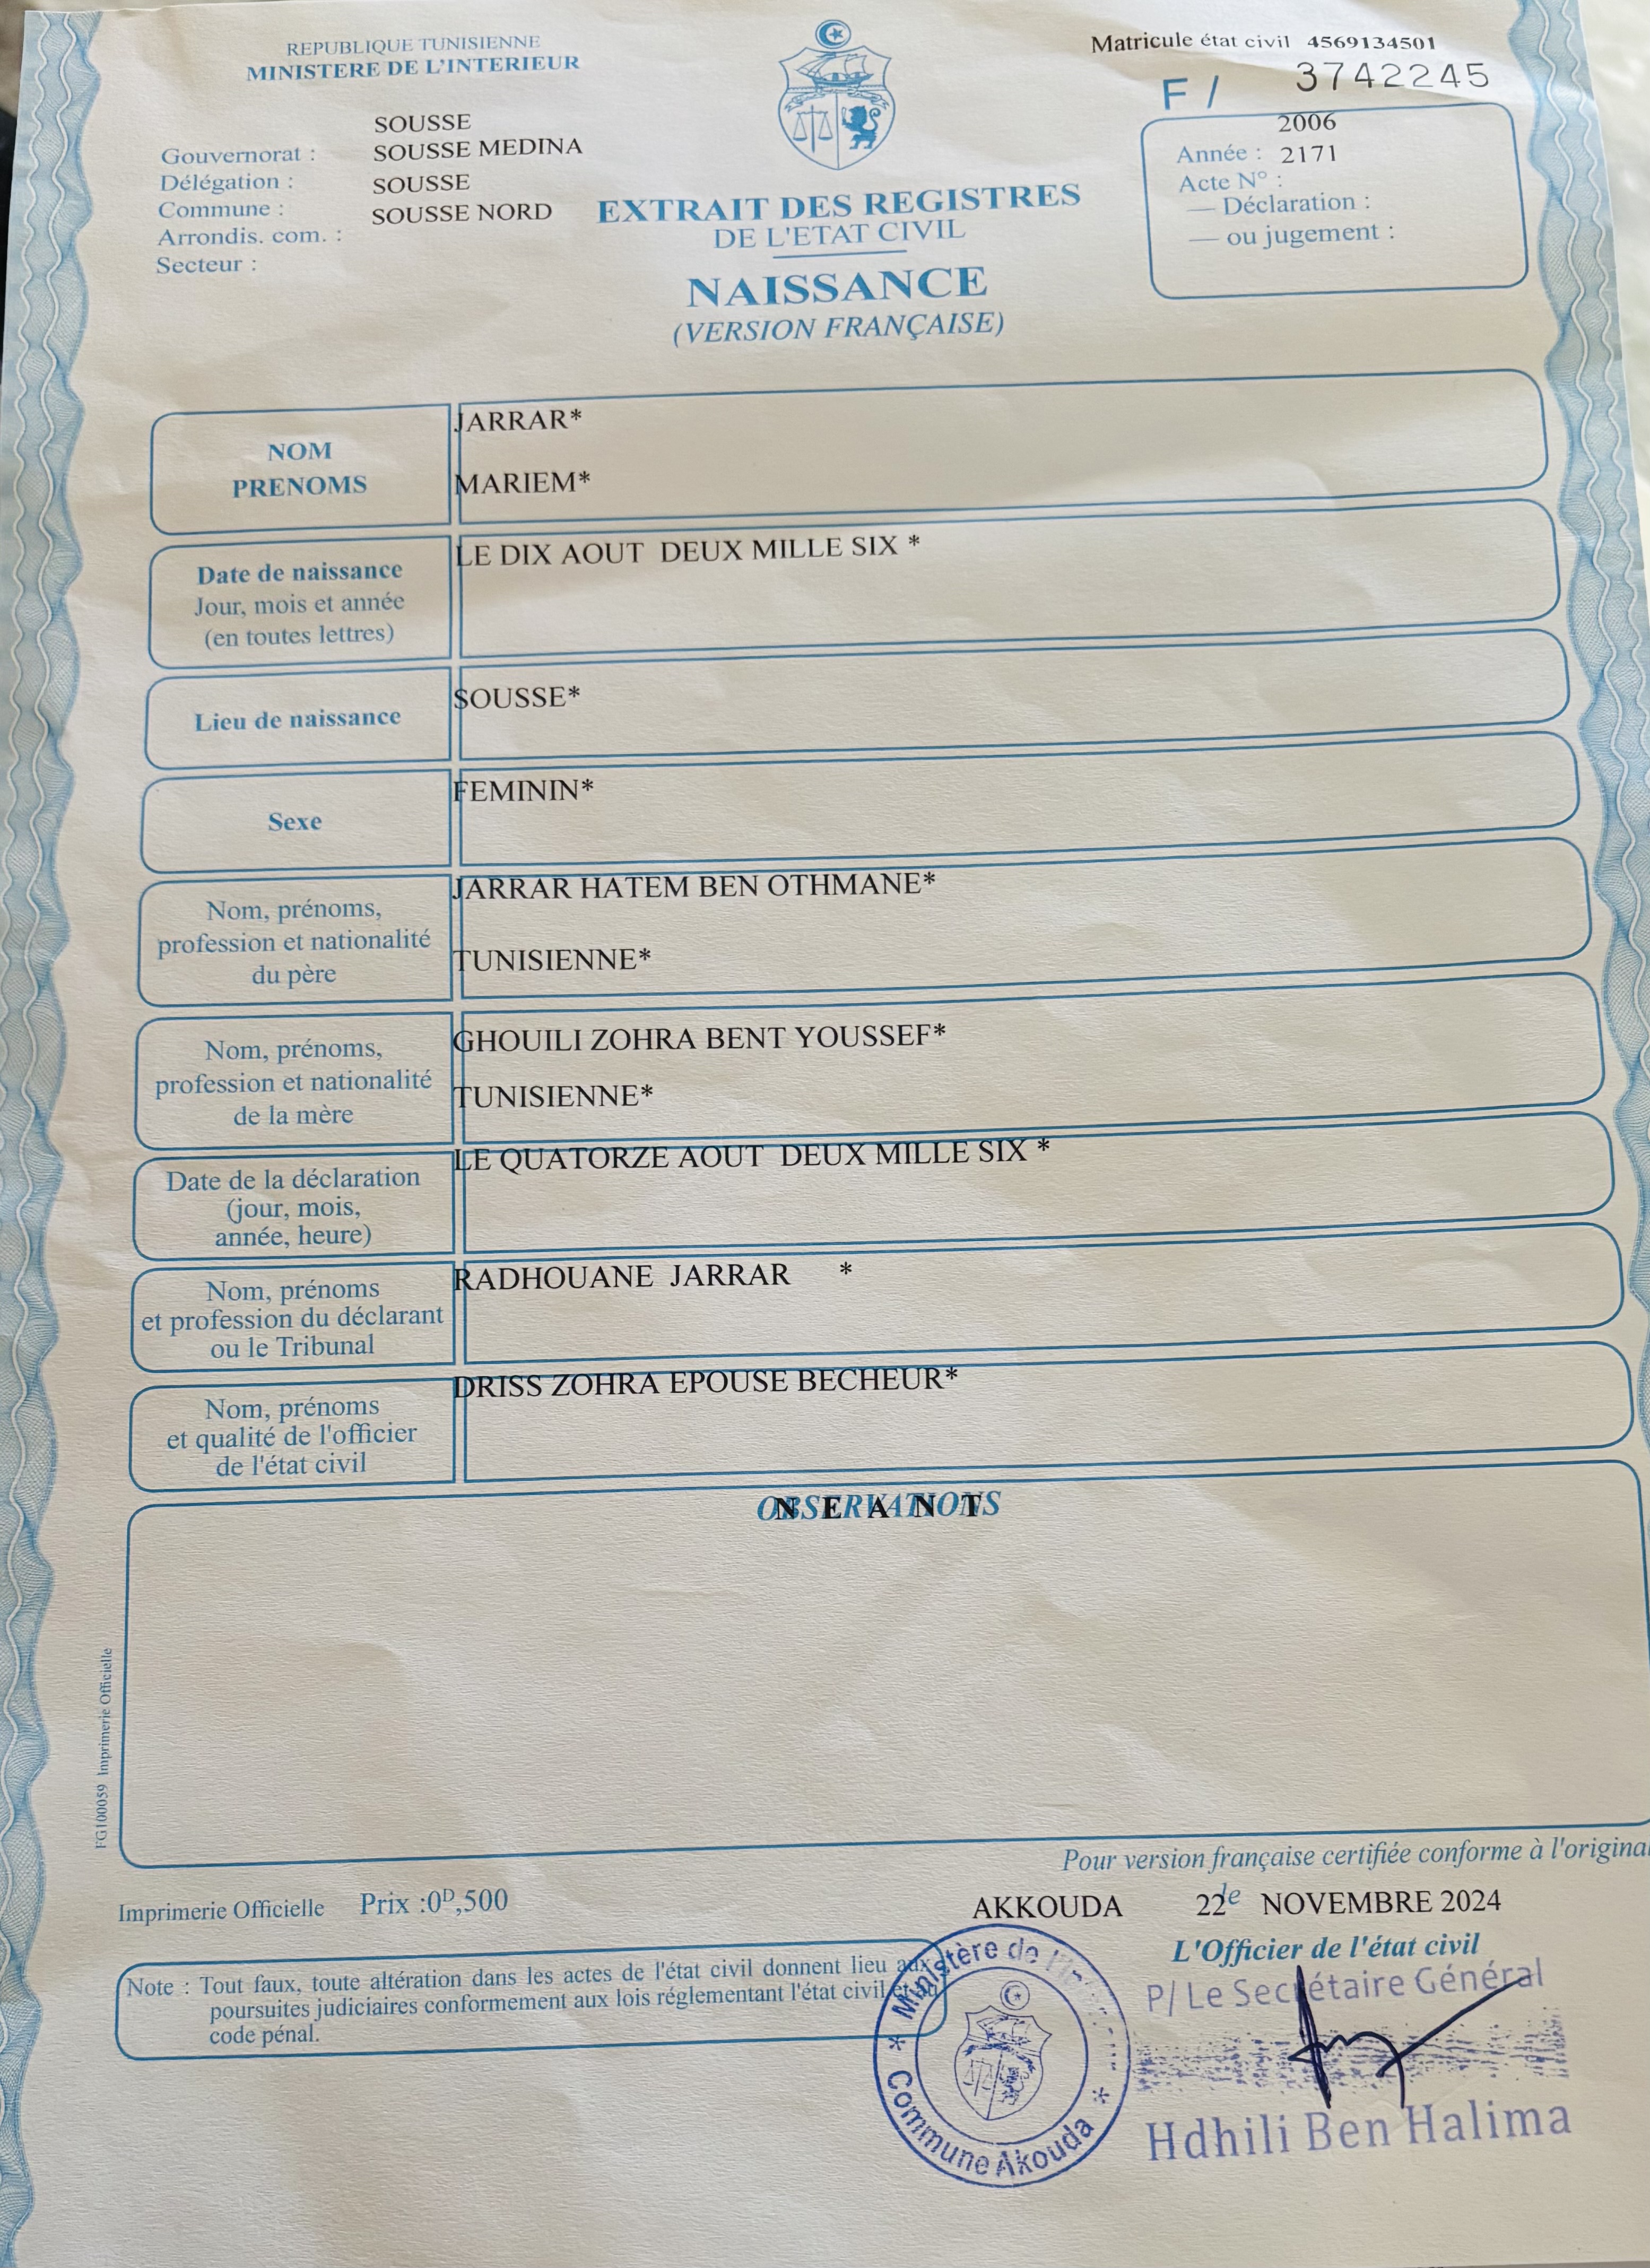 REPUBLIQUE TUNISIENNE
MINISTERE DE L'INTERIEUR
Matricule état civil 4569134501
F / 3742245
SOUSSE
Gouvernorat : SOUSSE MEDINA
Délégation : SOUSSE
Commune : SOUSSE NORD
Arrondis. com. :
Secteur :
EXTRAIT DES REGISTRES
DE L'ETAT CIVIL
NAISSANCE
(VERSION FRANÇAISE)
2006
Année : 2171
Acte N° :
— Déclaration :
— ou jugement :
NOM
PRENOMS
JARRAR*
MARIEM*
Date de naissance
Jour, mois et année
(en toutes lettres)
LE DIX AOUT DEUX MILLE SIX *
Lieu de naissance
SOUSSE*
Sexe
FEMININ*
Nom, prénoms,
profession et nationalité
du père
JARRAR HATEM BEN OTHMANE*
TUNISIENNE*
Nom, prénoms,
profession et nationalité
de la mère
GHOUILI ZOHRA BENT YOUSSEF*
TUNISIENNE*
Date de la déclaration
(jour, mois,
année, heure)
LE QUATORZE AOUT DEUX MILLE SIX *
Nom, prénoms
et profession du déclarant
ou le Tribunal
RADHOUANE JARRAR *
Nom, prénoms
et qualité de l'officier
de l'état civil
DRISS ZOHRA EPOUSE BECHEUR*
OBSERVATIONS
N E A N T
FG100059 Imprimerie Officielle
Pour version française certifiée conforme à l'original
Imprimerie Officielle Prix :0D,500
AKKOUDA 22 le NOVEMBRE 2024
L'Officier de l'état civil
P/ Le Secrétaire Général
Hdhili Ben Halima
Note : Tout faux, toute altération dans les actes de l'état civil donnent lieu aux
poursuites judiciaires conformement aux lois réglementant l'état civil et au
code pénal.
* Ministère de l'
* Commune Akouda *